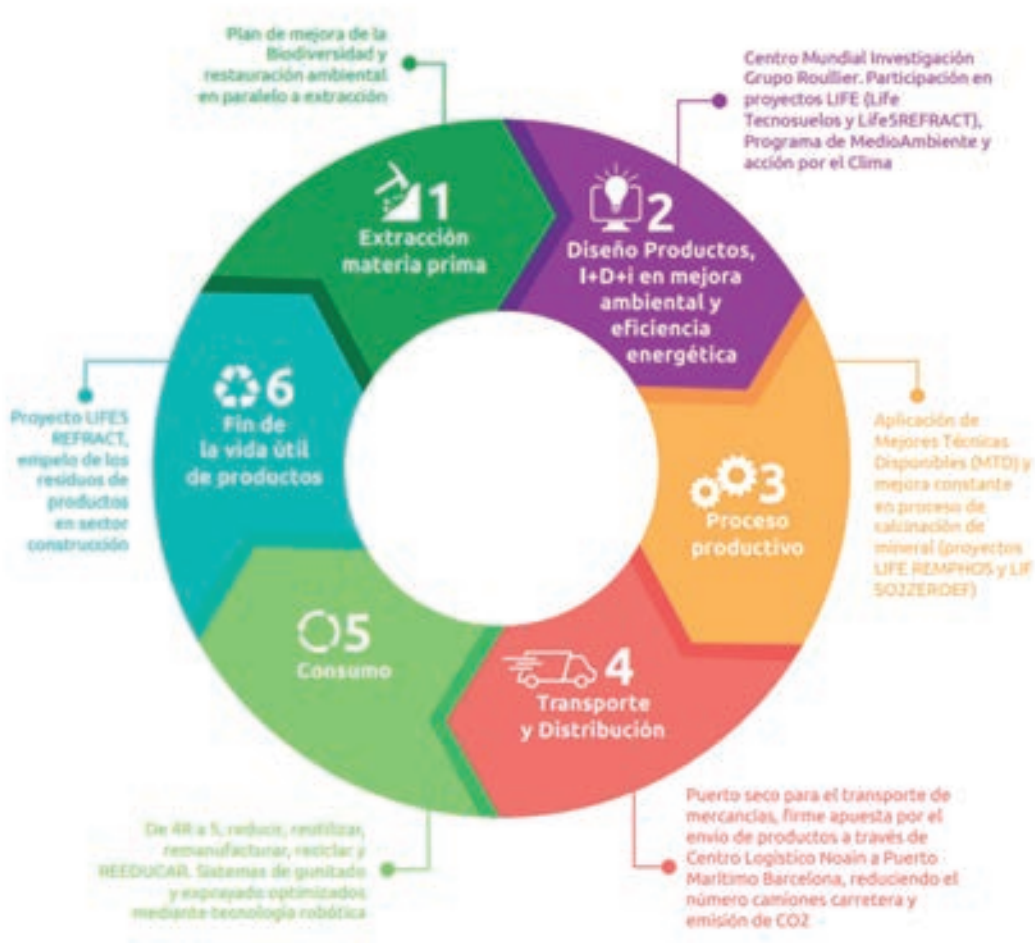 Plan de mejora de la
Biodiversidad y
restauración ambiental
en paralelo a extracción
Centro Mundial Investigación
Grupo Roullier. Participación en
proyectos LIFE (Life
Tecnosuelos y Life5REFRACT),
Programa de MedioAmbiente y
acción por el Clima
1
Extracción
materia prima
2
Diseño Productos,
I+D+i en mejora
ambiental y
eficiencia
energética
Aplicación de
Mejores Técnicas
Disponibles (MTD) y
mejora constante
en proceso de
calcinación de
mineral (proyectos
LIFE REMPHOS y LIF
SO2ZEROEF)
3
Proceso
productivo
4
Transporte
y Distribución
Puerto seco para el transporte de
mercancías, firme apuesta por el
envío de productos a través de
Centro Logístico Noain a Puerto
Marítimo Barcelona, reduciendo el
número camiones carretera y
emisión de CO2
5
Consumo
De 4R a 5, reducir, reutilizar,
remanufacturar, reciclar y
REEDUCAR. Sistemas de gunitado
y esprayado optimizados
mediante tecnología robótica
6
Fin de
la vida útil
de productos
Proyecto LIFE5
REFRACT,
empelo de los
residuos de
productos
en sector
construcción